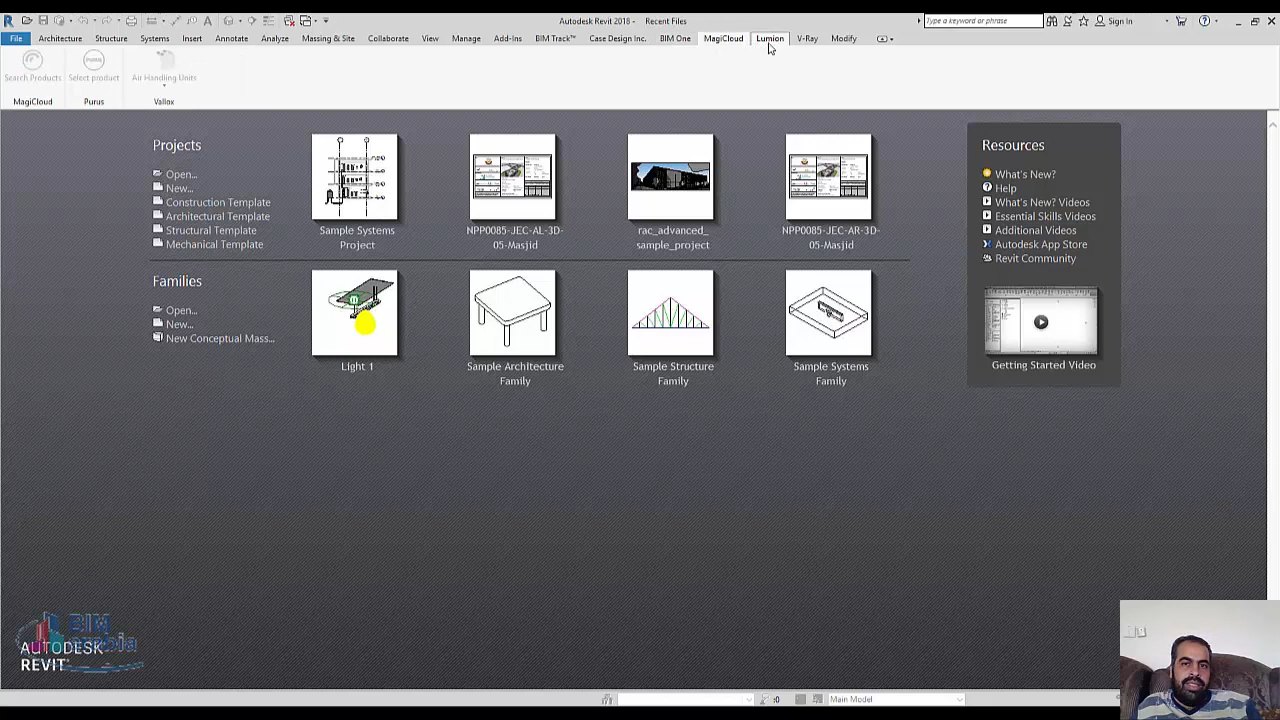 Autodesk Revit 2018 - Recent Files
Type a keyword or phrase
Sign In
File Architecture Structure Systems Insert Annotate Analyze Massing & Site Collaborate View Manage Add-Ins BIM Track™ Case Design Inc. BIM One MagiCloud Lumion V-Ray Modify
Search Products
Select product
Air Handling Units
MagiCloud
Purus
Vallox
Projects
Open...
New...
Construction Template
Architectural Template
Structural Template
Mechanical Template
Sample Systems
Project
NPP0085-JEC-AL-3D-
05-Masjid
rac_advanced_
sample_project
NPP0085-JEC-AR-3D-
05-Masjid
Families
Open...
New...
New Conceptual Mass...
Light 1
Sample Architecture
Family
Sample Structure
Family
Sample Systems
Family
Resources
What's New?
Help
What's New? Videos
Essential Skills Videos
Additional Videos
Autodesk App Store
Revit Community
Getting Started Video
BIM
AUTODESK
REVIT
:0
Main Model